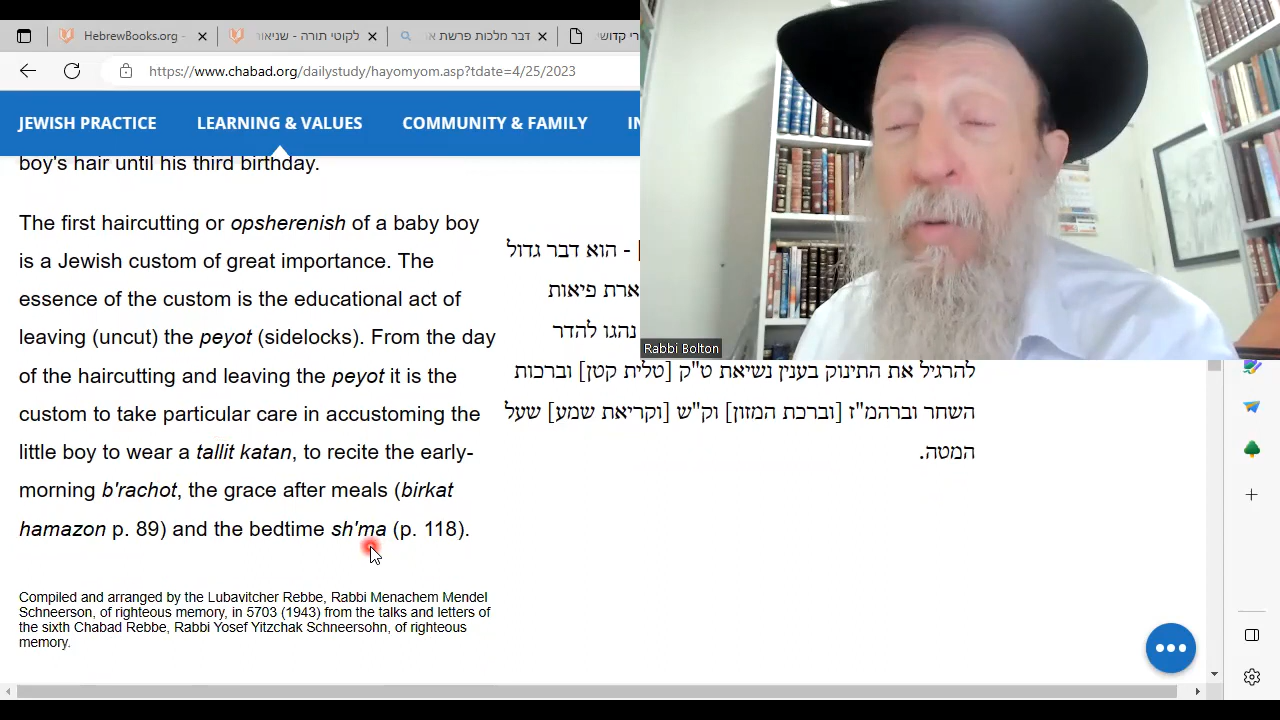 HebrewBooks.org -
לקוטי תורה - שניאור
דבר מלכות פרשת א
רי קדושי
https://www.chabad.org/dailystudy/hayomyom.asp?tdate=4/25/2023
JEWISH PRACTICE LEARNING & VALUES COMMUNITY & FAMILY IN
boy's hair until his third birthday.
The first haircutting or opsherenish of a baby boy
is a Jewish custom of great importance. The
essence of the custom is the educational act of
leaving (uncut) the peyot (sidelocks). From the day
of the haircutting and leaving the peyot it is the
custom to take particular care in accustoming the
little boy to wear a tallit katan, to recite the early-
morning b'rachot, the grace after meals (birkat
hamazon p. 89) and the bedtime sh'ma (p. 118).
] - הוא דבר גדול
ארת פיאות
נהגו להדר
להרגיל את התינוק בענין נשיאת ט"ק [טלית קטן] וברכות
השחר וברהמ"ז [וברכת המזון] וק"ש [וקריאת שמע] שעל
המטה.
Compiled and arranged by the Lubavitcher Rebbe, Rabbi Menachem Mendel
Schneerson, of righteous memory, in 5703 (1943) from the talks and letters of
the sixth Chabad Rebbe, Rabbi Yosef Yitzchak Schneersohn, of righteous
memory.
Rabbi Bolton